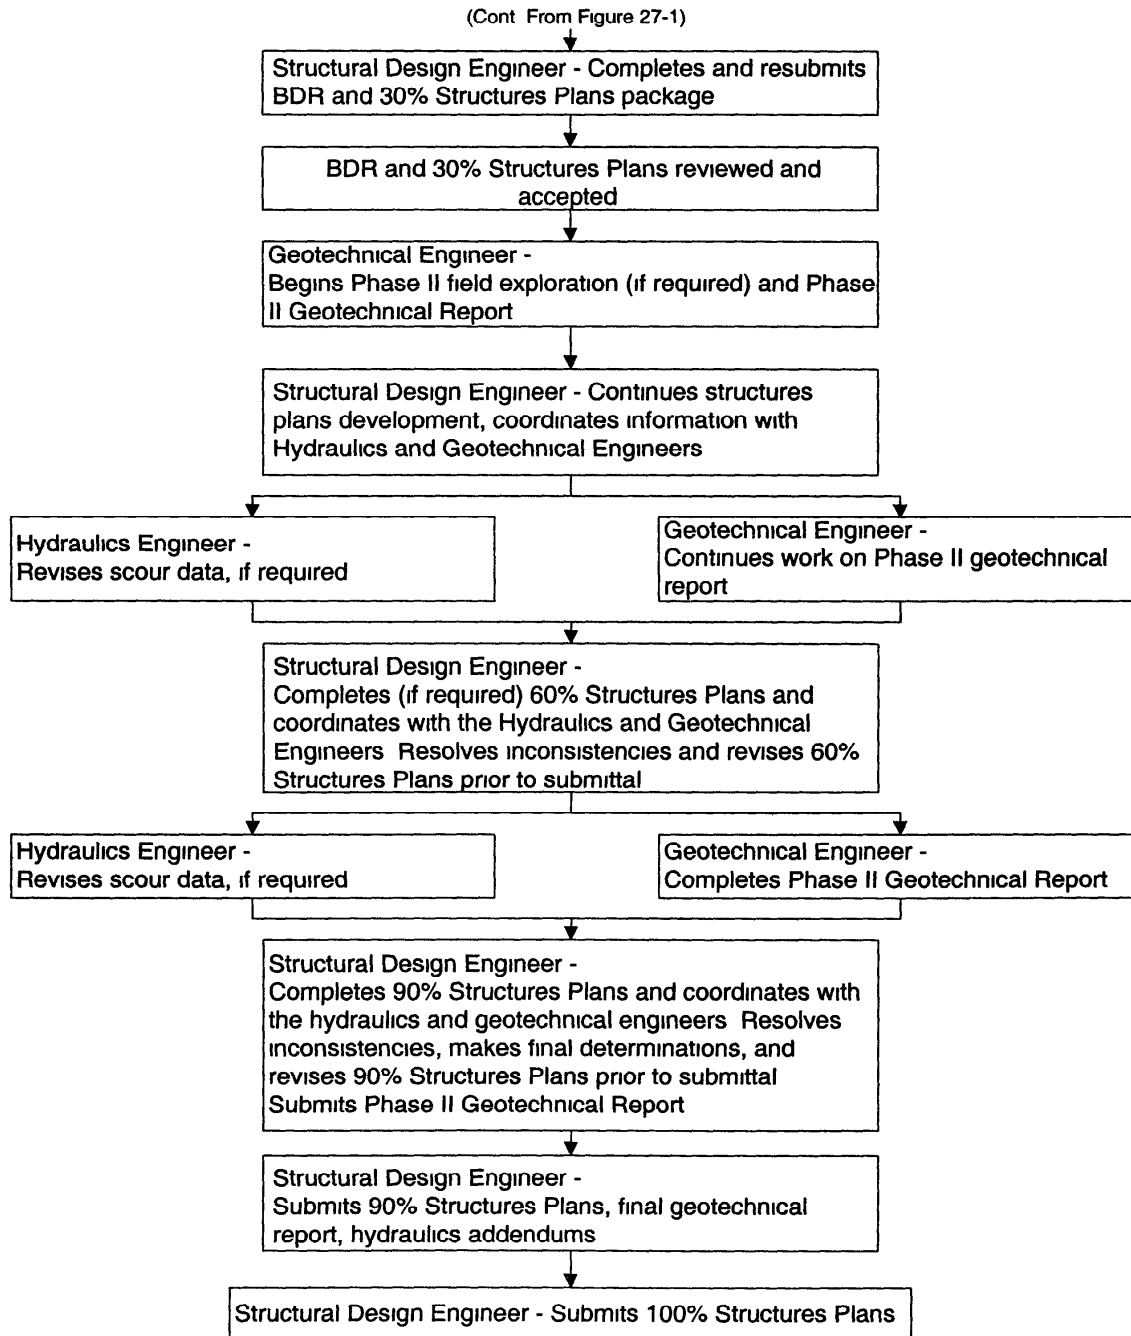 (Cont From Figure 27-1)
Structural Design Engineer - Completes and resubmits
BDR and 30% Structures Plans package
BDR and 30% Structures Plans reviewed and
accepted
Geotechnical Engineer -
Begins Phase II field exploration (if required) and Phase
II Geotechnical Report
Structural Design Engineer - Continues structures
plans development, coordinates information with
Hydraulics and Geotechnical Engineers
Hydraulics Engineer -
Revises scour data, if required
Geotechnical Engineer -
Continues work on Phase II geotechnical
report
Structural Design Engineer -
Completes (if required) 60% Structures Plans and
coordinates with the Hydraulics and Geotechnical
Engineers Resolves inconsistencies and revises 60%
Structures Plans prior to submittal
Hydraulics Engineer -
Revises scour data, if required
Geotechnical Engineer -
Completes Phase II Geotechnical Report
Structural Design Engineer -
Completes 90% Structures Plans and coordinates with
the hydraulics and geotechnical engineers Resolves
inconsistencies, makes final determinations, and
revises 90% Structures Plans prior to submittal
Submits Phase II Geotechnical Report
Structural Design Engineer -
Submits 90% Structures Plans, final geotechnical
report, hydraulics addendums
Structural Design Engineer - Submits 100% Structures Plans